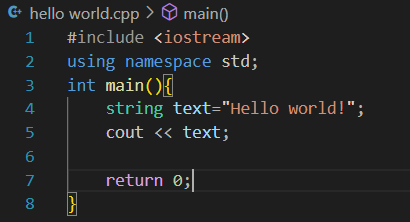 hello world.cpp > main()
1 #include <iostream>
2 using namespace std;
3 int main(){
4     string text="Hello world!";
5     cout << text;
6
7     return 0;
8 }